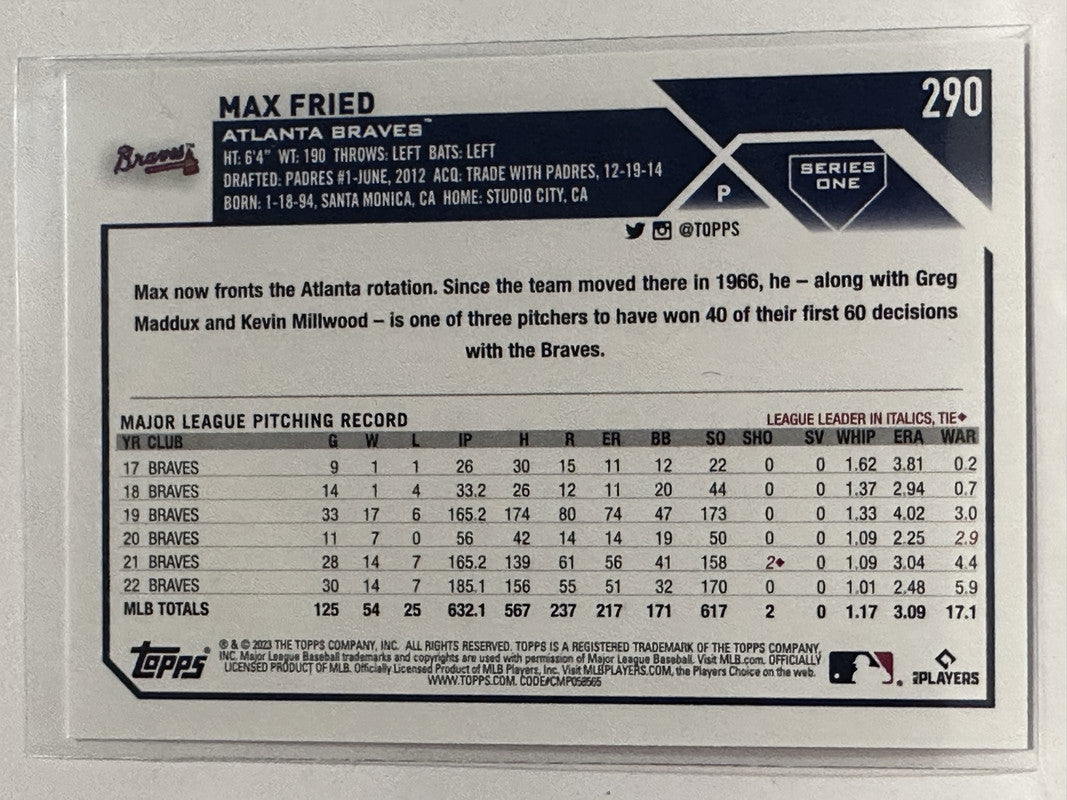 290
MAX FRIED
Braves
ATLANTA BRAVES™
HT: 6'4" WT: 190 THROWS: LEFT BATS: LEFT
DRAFTED: PADRES #1-JUNE, 2012 ACQ: TRADE WITH PADRES, 12-19-14
BORN: 1-18-94, SANTA MONICA, CA HOME: STUDIO CITY, CA
P
SERIES
ONE
@TOPPS
Max now fronts the Atlanta rotation. Since the team moved there in 1966, he – along with Greg
Maddux and Kevin Millwood – is one of three pitchers to have won 40 of their first 60 decisions
with the Braves.
MAJOR LEAGUE PITCHING RECORD LEAGUE LEADER IN ITALICS, TIE◆
YR CLUB G W L IP H R ER BB SO SHO SV WHIP ERA WAR
17 BRAVES 9 1 1 26 30 15 11 12 22 0 0 1.62 3.81 0.2
18 BRAVES 14 1 4 33.2 26 12 11 20 44 0 0 1.37 2.94 0.7
19 BRAVES 33 17 6 165.2 174 80 74 47 173 0 0 1.33 4.02 3.0
20 BRAVES 11 7 0 56 42 14 14 19 50 0 0 1.09 2.25 2.9
21 BRAVES 28 14 7 165.2 139 61 56 41 158 2◆ 0 1.09 3.04 4.4
22 BRAVES 30 14 7 185.1 156 55 51 32 170 0 0 1.01 2.48 5.9
MLB TOTALS 125 54 25 632.1 567 237 217 171 617 2 0 1.17 3.09 17.1
Topps®
® & © 2023 THE TOPPS COMPANY, INC. ALL RIGHTS RESERVED. TOPPS IS A REGISTERED TRADEMARK OF THE TOPPS COMPANY,
INC. Major League Baseball trademarks and copyrights are used with permission of Major League Baseball. Visit MLB.com. OFFICIALLY
LICENSED PRODUCT OF MLB. Officially Licensed Product of MLB Players, Inc. Visit MLBPLAYERS.COM, the Players Choice on the web.
WWW.TOPPS.COM. CODE#CMP058565
MLB PLAYERS